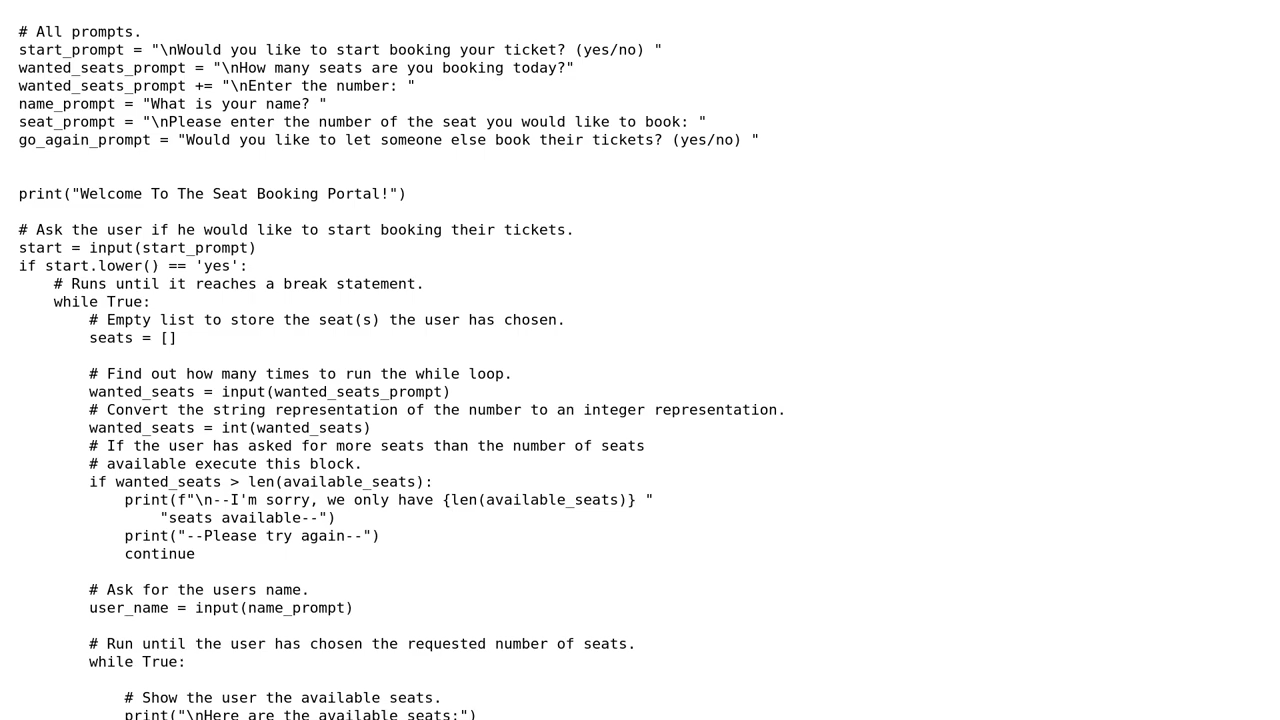 # All prompts.
start_prompt = "\nWould you like to start booking your ticket? (yes/no) "
wanted_seats_prompt = "\nHow many seats are you booking today?"
wanted_seats_prompt += "\nEnter the number: "
name_prompt = "What is your name? "
seat_prompt = "\nPlease enter the number of the seat you would like to book: "
go_again_prompt = "Would you like to let someone else book their tickets? (yes/no) "
print("Welcome To The Seat Booking Portal!")
# Ask the user if he would like to start booking their tickets.
start = input(start_prompt)
if start.lower() == 'yes':
    # Runs until it reaches a break statement.
    while True:
        # Empty list to store the seat(s) the user has chosen.
        seats = []
        # Find out how many times to run the while loop.
        wanted_seats = input(wanted_seats_prompt)
        # Convert the string representation of the number to an integer representation.
        wanted_seats = int(wanted_seats)
        # If the user has asked for more seats than the number of seats
        # available execute this block.
        if wanted_seats > len(available_seats):
            print(f"\n--I'm sorry, we only have {len(available_seats)} "
                "seats available--")
            print("--Please try again--")
            continue
        # Ask for the users name.
        user_name = input(name_prompt)
        # Run until the user has chosen the requested number of seats.
        while True:
            # Show the user the available seats.
            print("\nHere are the available seats:")